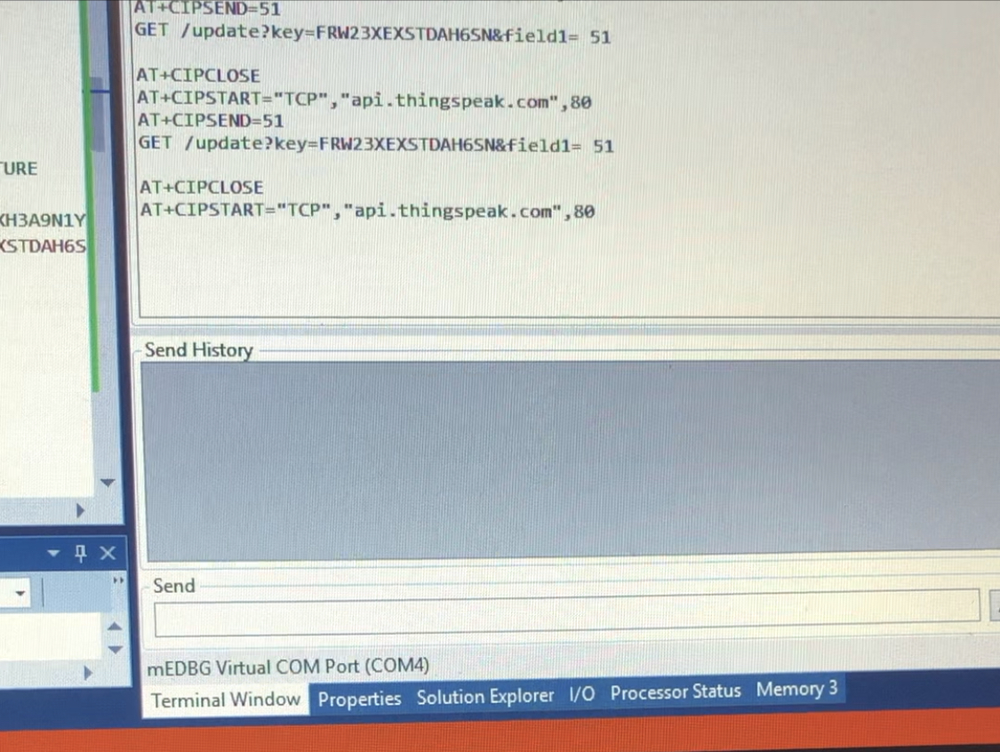 AT+CIPSEND=51
GET /update?key=FRW23XEXSTDAH6SN&field1= 51
AT+CIPCLOSE
AT+CIPSTART="TCP","api.thingspeak.com",80
AT+CIPSEND=51
GET /update?key=FRW23XEXSTDAH6SN&field1= 51
AT+CIPCLOSE
AT+CIPSTART="TCP","api.thingspeak.com",80
TURE
KH3A9N1Y
XSTDAH6S
Send History
Send
mEDBG Virtual COM Port (COM4)
Terminal Window Properties Solution Explorer I/O Processor Status Memory 3